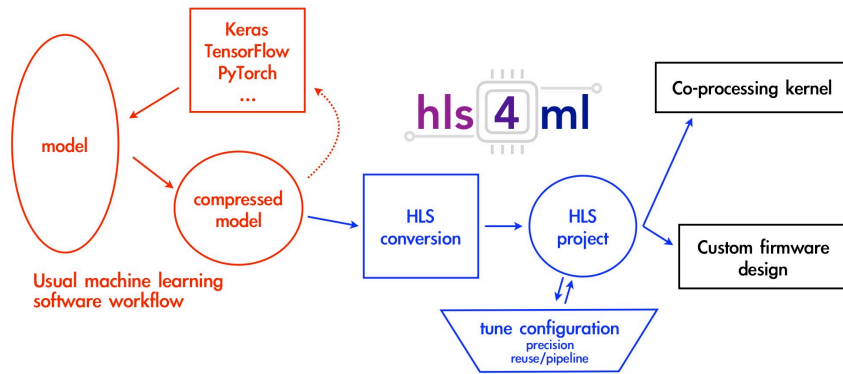 Keras
TensorFlow
PyTorch
...
model
compressed
model
Usual machine learning
software workflow
hls 4 ml
HLS
conversion
HLS
project
tune configuration
precision
reuse/pipeline
Co-processing kernel
Custom firmware
design